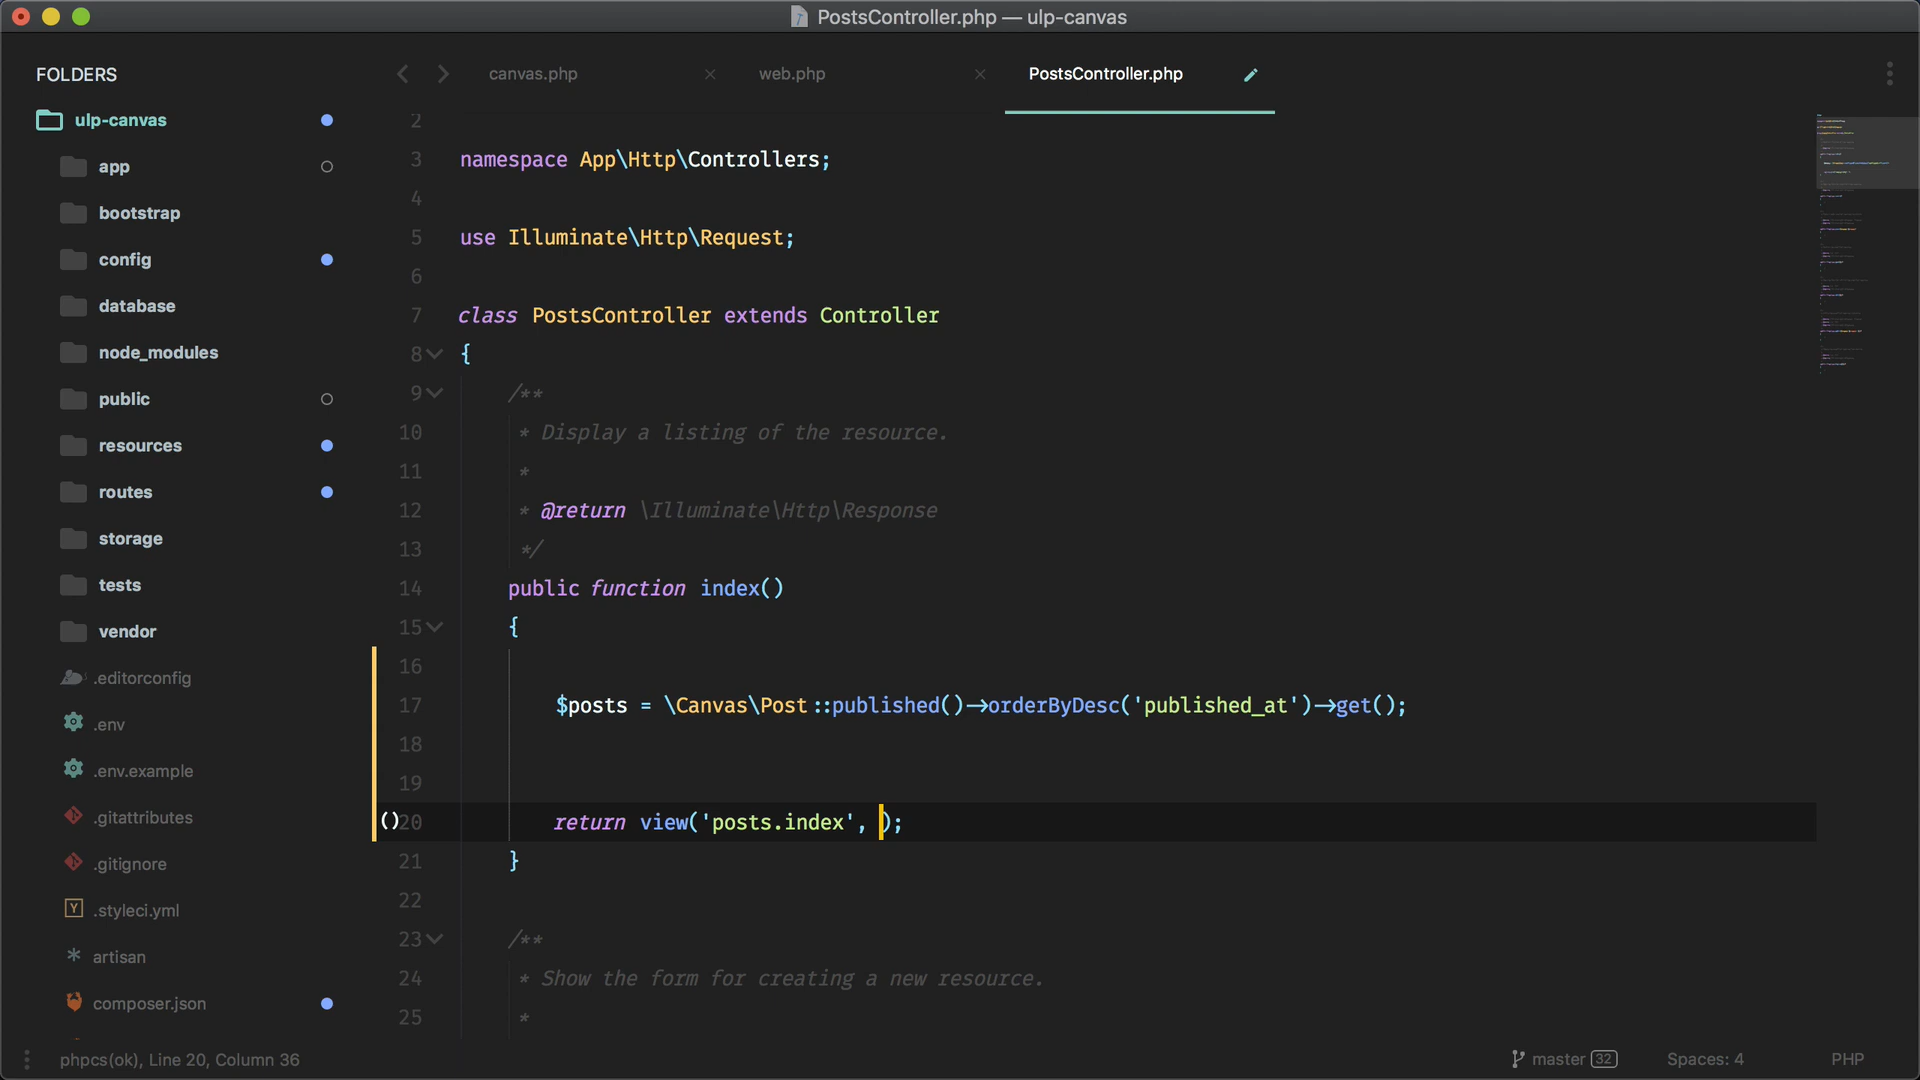 PostsController.php — ulp-canvas
FOLDERS
ulp-canvas
app
bootstrap
config
database
node_modules
public
resources
routes
storage
tests
vendor
.editorconfig
.env
.env.example
.gitattributes
.gitignore
.styleci.yml
artisan
composer.json
canvas.php × web.php × PostsController.php
2
3 namespace App\Http\Controllers;
4
5 use Illuminate\Http\Request;
6
7 class PostsController extends Controller
8 {
9 /**
10 * Display a listing of the resource.
11 *
12 * @return \Illuminate\Http\Response
13 */
14 public function index()
15 {
16
17 $posts = \Canvas\Post::published()->orderByDesc('published_at')->get();
18
19
()20 return view('posts.index', );
21 }
22
23 /**
24 * Show the form for creating a new resource.
25 *
phpcs(ok), Line 20, Column 36
master 32 Spaces: 4 PHP